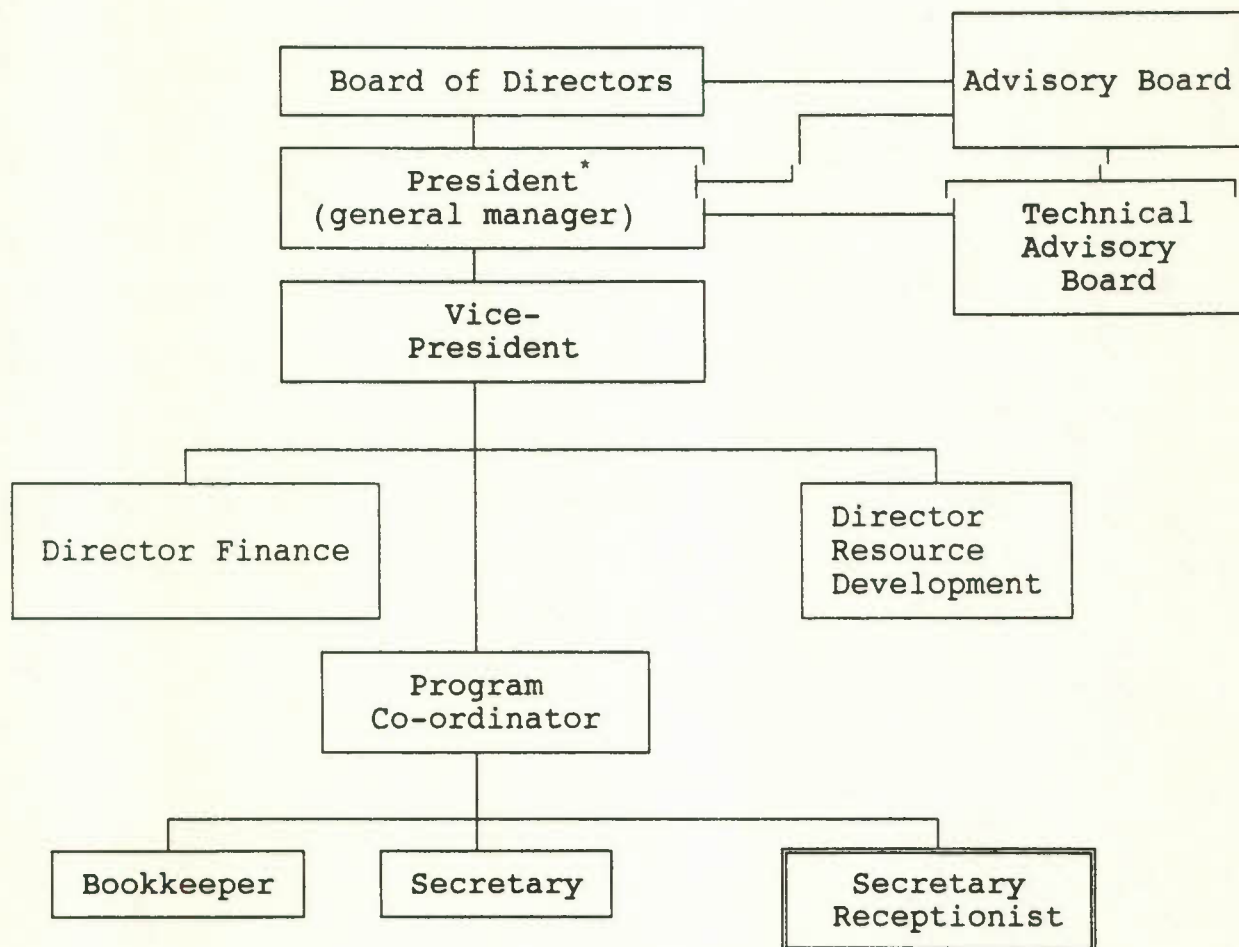 Board of Directors
Advisory Board
President*
(general manager)
Technical
Advisory
Board
Vice-
President
Director Finance
Director
Resource
Development
Program
Co-ordinator
Bookkeeper
Secretary
Secretary
Receptionist